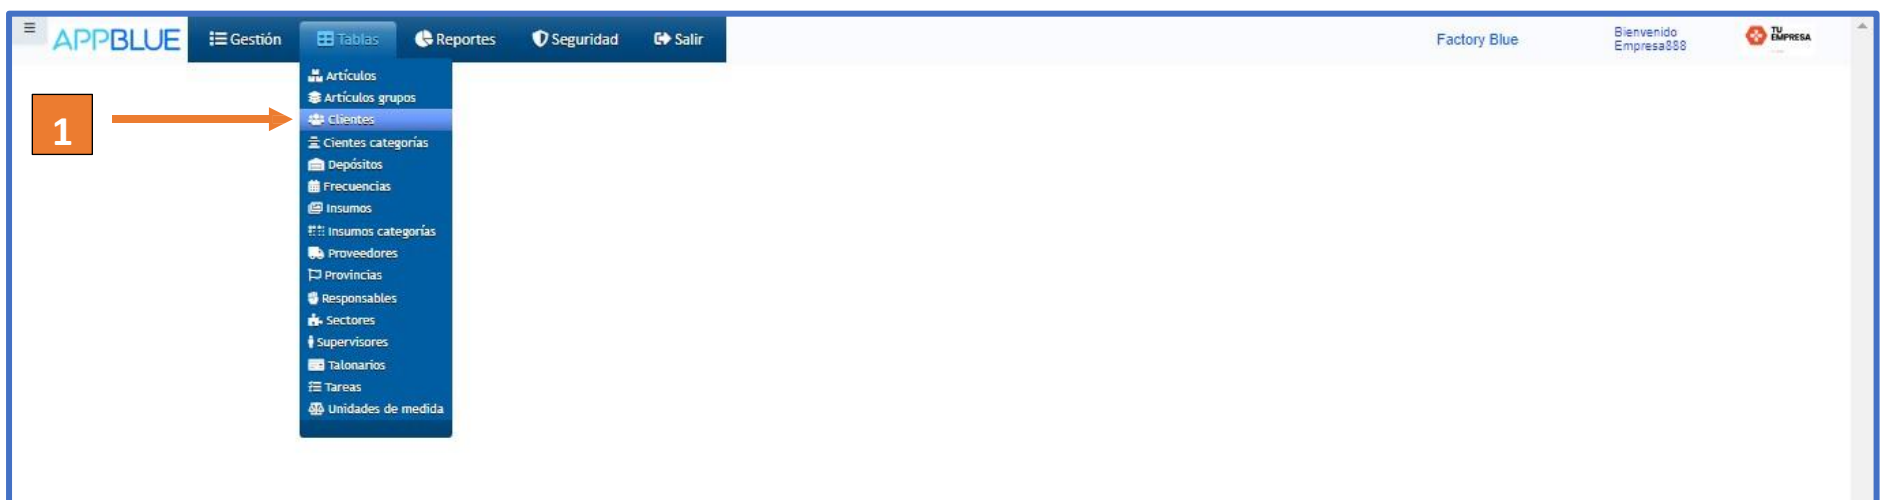 APPBLUE
Gestión
Tablas
Reportes
Seguridad
Salir
Factory Blue
Bienvenido
Empresa888
TU
EMPRESA
Artículos
Artículos grupos
Clientes
Cientes categorías
Depósitos
Frecuencias
Insumos
Insumos categorías
Proveedores
Provincias
Responsables
Sectores
Supervisores
Talonarios
Tareas
Unidades de medida
1